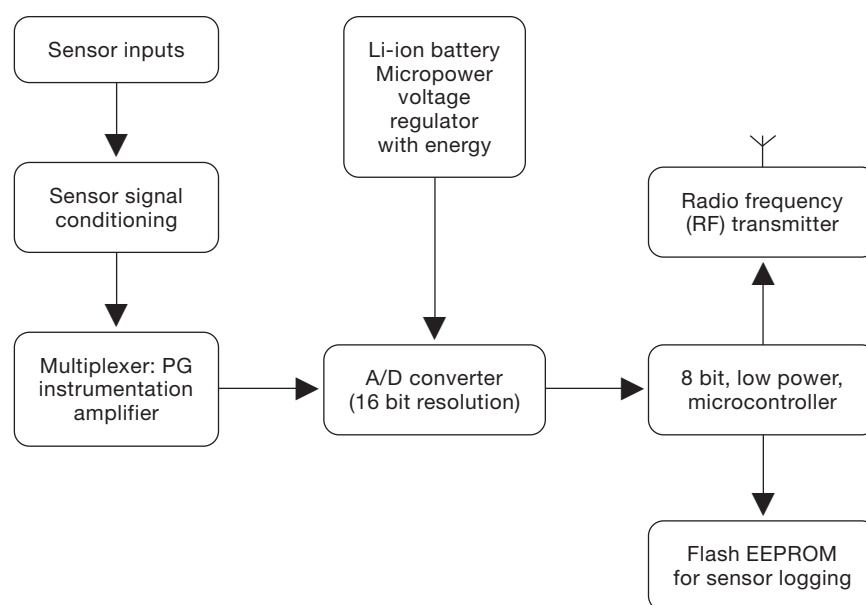 Sensor inputs
Li-ion battery
Micropower
voltage
regulator
with energy
Sensor signal
conditioning
Radio frequency
(RF) transmitter
Multiplexer: PG
instrumentation
amplifier
A/D converter
(16 bit resolution)
8 bit, low power,
microcontroller
Flash EEPROM
for sensor logging